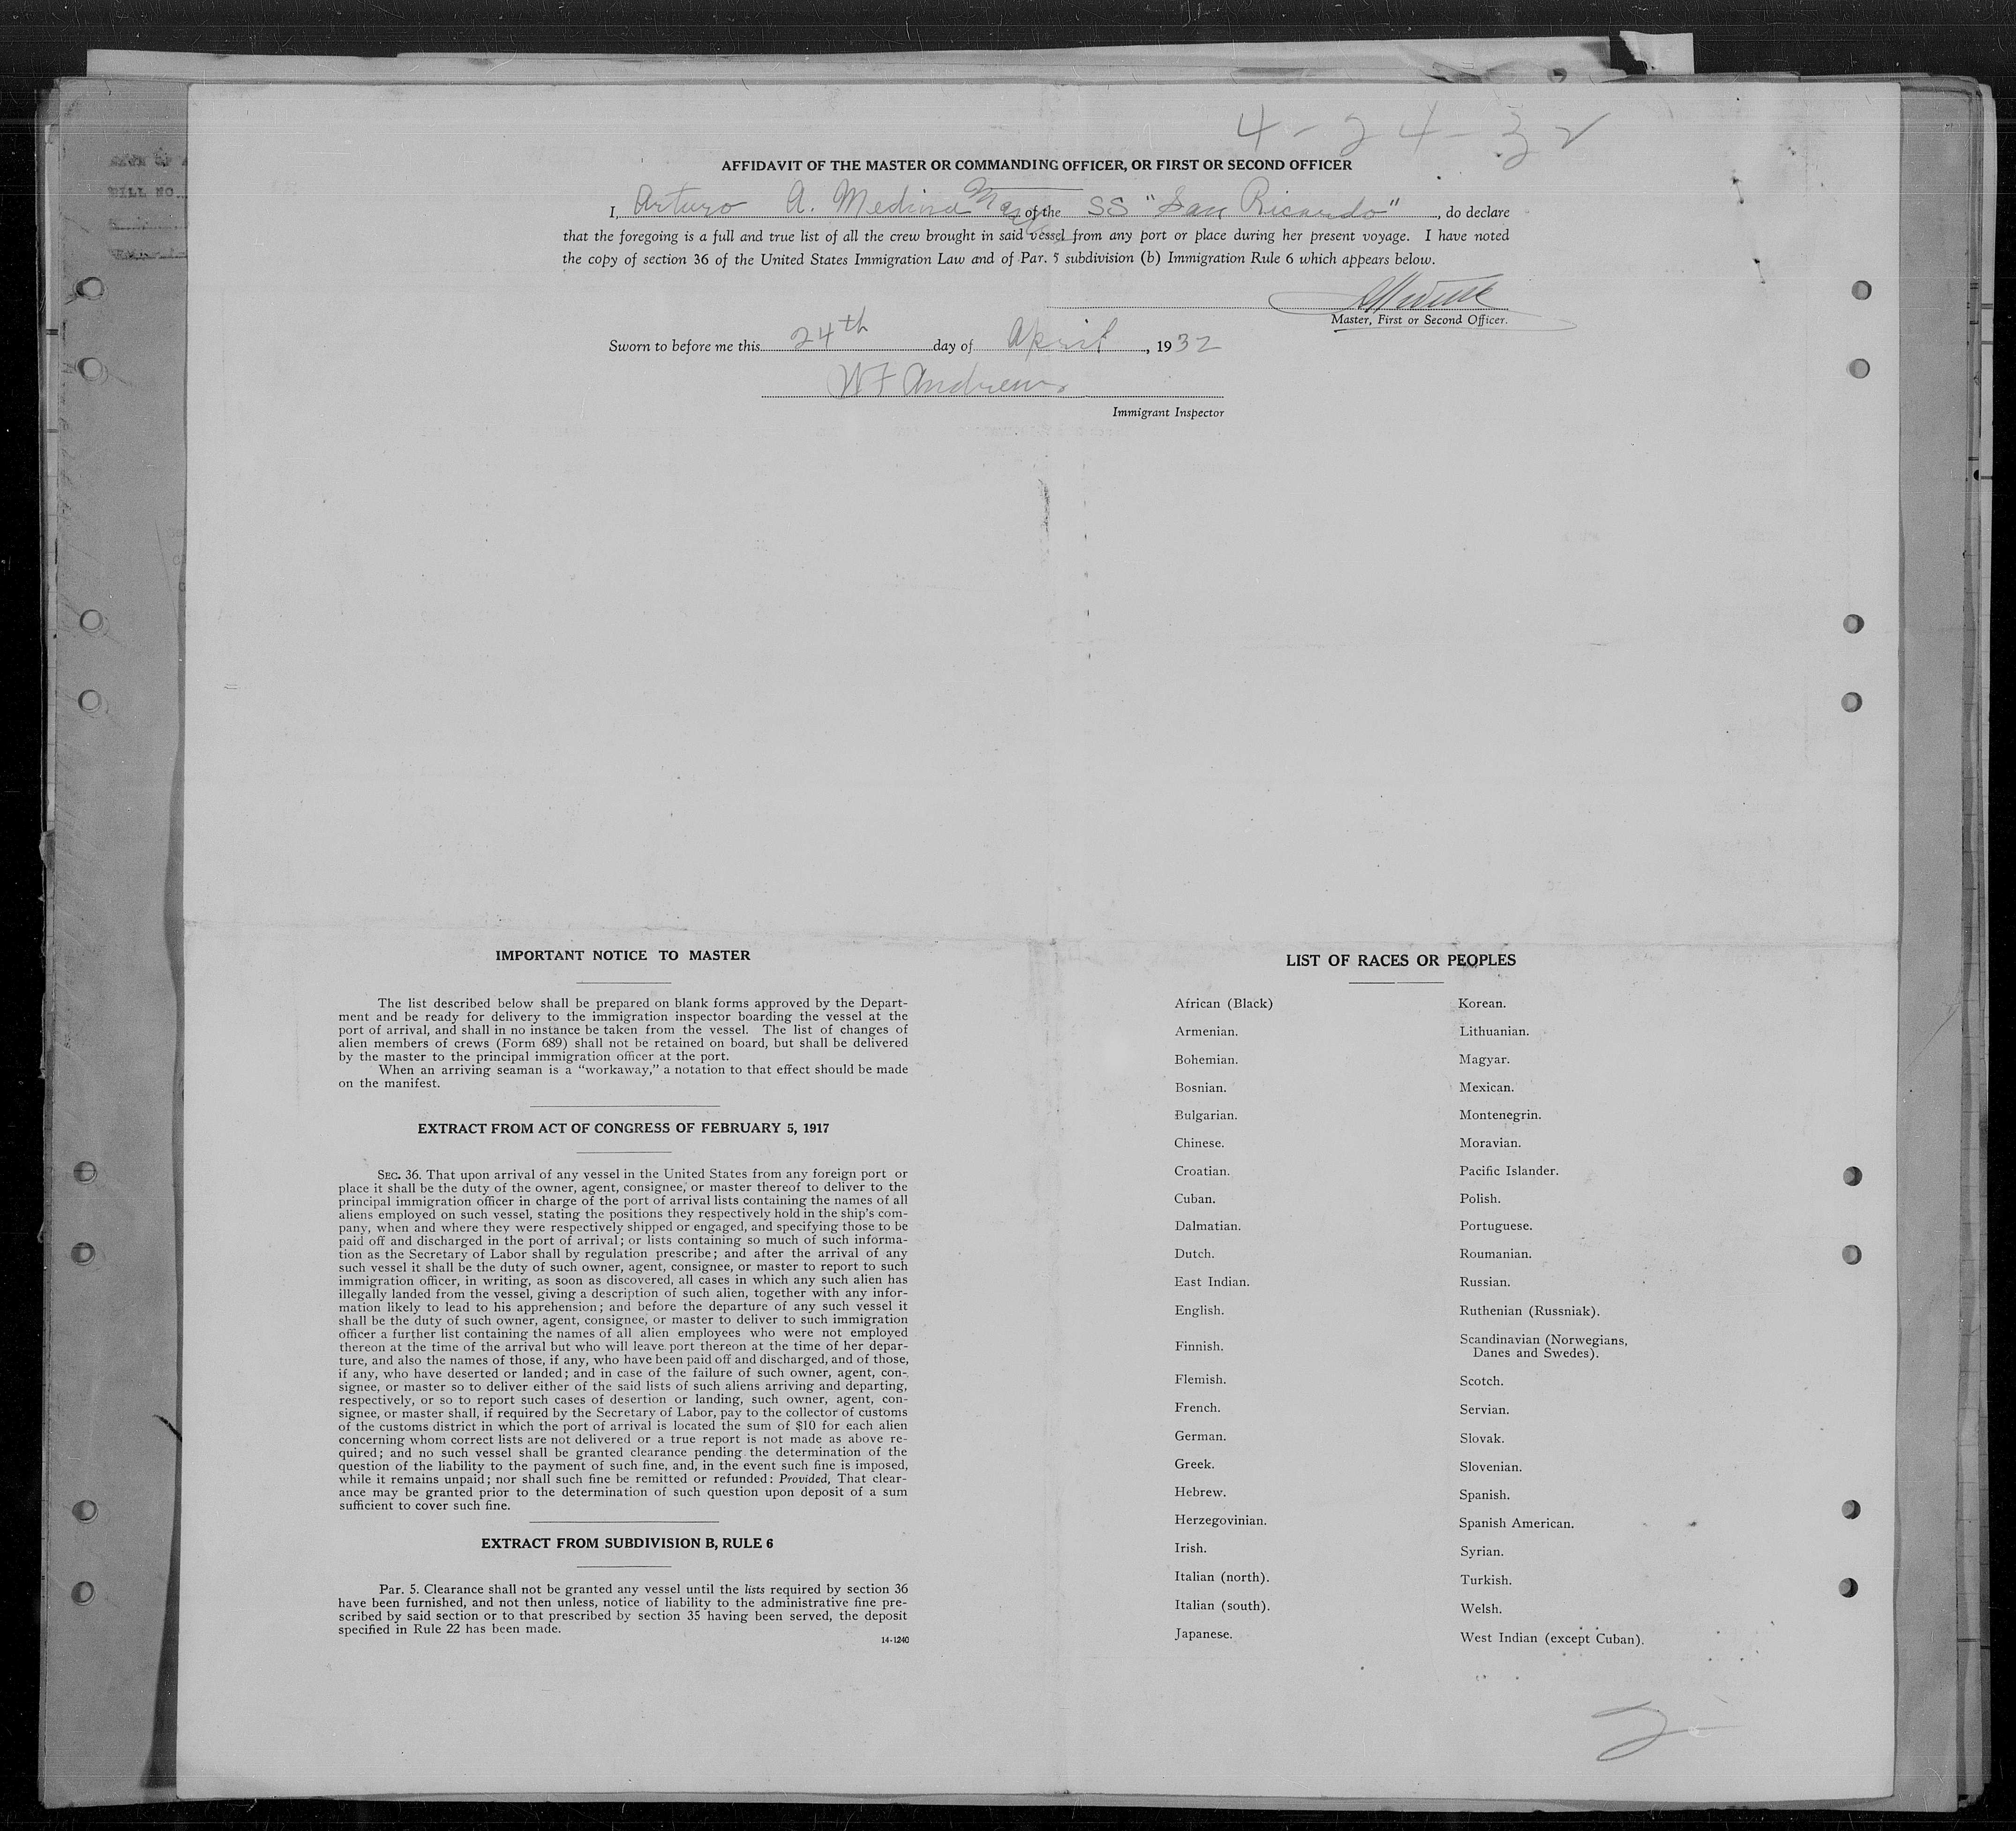 4-24-32
AFFIDAVIT OF THE MASTER OR COMMANDING OFFICER, OR FIRST OR SECOND OFFICER
I, Arturo A. Medina Master of the SS "San Ricardo", do declare
that the foregoing is a full and true list of all the crew brought in said vessel from any port or place during her present voyage. I have noted
the copy of section 36 of the United States Immigration Law and of Par. 5 subdivision (b) Immigration Rule 6 which appears below.
Master, First or Second Officer.
Sworn to before me this 24th day of April, 1932
WF Andrews
Immigrant Inspector
BILL NO.
IMPORTANT NOTICE TO MASTER
The list described below shall be prepared on blank forms approved by the Depart-
ment and be ready for delivery to the immigration inspector boarding the vessel at the
port of arrival, and shall in no instance be taken from the vessel. The list of changes of
alien members of crews (Form 689) shall not be retained on board, but shall be delivered
by the master to the principal immigration officer at the port.
When an arriving seaman is a "workaway," a notation to that effect should be made
on the manifest.
EXTRACT FROM ACT OF CONGRESS OF FEBRUARY 5, 1917
SEC. 36. That upon arrival of any vessel in the United States from any foreign port or
place it shall be the duty of the owner, agent, consignee, or master thereof to deliver to the
principal immigration officer in charge of the port of arrival lists containing the names of all
aliens employed on such vessel, stating the positions they respectively hold in the ship's com-
pany, when and where they were respectively shipped or engaged, and specifying those to be
paid off and discharged in the port of arrival; or lists containing so much of such informa-
tion as the Secretary of Labor shall by regulation prescribe; and after the arrival of any
such vessel it shall be the duty of such owner, agent, consignee, or master to report to such
immigration officer, in writing, as soon as discovered, all cases in which any such alien has
illegally landed from the vessel, giving a description of such alien, together with any infor-
mation likely to lead to his apprehension; and before the departure of any such vessel it
shall be the duty of such owner, agent, consignee, or master to deliver to such immigration
officer a further list containing the names of all alien employees who were not employed
thereon at the time of the arrival but who will leave port thereon at the time of her depar-
ture, and also the names of those, if any, who have been paid off and discharged, and of those,
if any, who have deserted or landed; and in case of the failure of such owner, agent, con-
signee, or master so to deliver either of the said lists of such aliens arriving and departing,
respectively, or so to report such cases of desertion or landing, such owner, agent, con-
signee, or master shall, if required by the Secretary of Labor, pay to the collector of customs
of the customs district in which the port of arrival is located the sum of $10 for each alien
concerning whom correct lists are not delivered or a true report is not made as above re-
quired; and no such vessel shall be granted clearance pending the determination of the
question of the liability to the payment of such fine, and, in the event such fine is imposed,
while it remains unpaid; nor shall such fine be remitted or refunded: Provided, That clear-
ance may be granted prior to the determination of such question upon deposit of a sum
sufficient to cover such fine.
EXTRACT FROM SUBDIVISION B, RULE 6
Par. 5. Clearance shall not be granted any vessel until the lists required by section 36
have been furnished, and not then unless, notice of liability to the administrative fine pre-
scribed by said section or to that prescribed by section 35 having been served, the deposit
specified in Rule 22 has been made.
14-1240
LIST OF RACES OR PEOPLES
African (Black)
Armenian.
Bohemian.
Bosnian.
Bulgarian.
Chinese.
Croatian.
Cuban.
Dalmatian.
Dutch.
East Indian.
English.
Finnish.
Flemish.
French.
German.
Greek.
Hebrew.
Herzegovinian.
Irish.
Italian (north).
Italian (south).
Japanese.
Korean.
Lithuanian.
Magyar.
Mexican.
Montenegrin.
Moravian.
Pacific Islander.
Polish.
Portuguese.
Roumanian.
Russian.
Ruthenian (Russniak).
Scandinavian (Norwegians,
Danes and Swedes).
Scotch.
Servian.
Slovak.
Slovenian.
Spanish.
Spanish American.
Syrian.
Turkish.
Welsh.
West Indian (except Cuban).
2